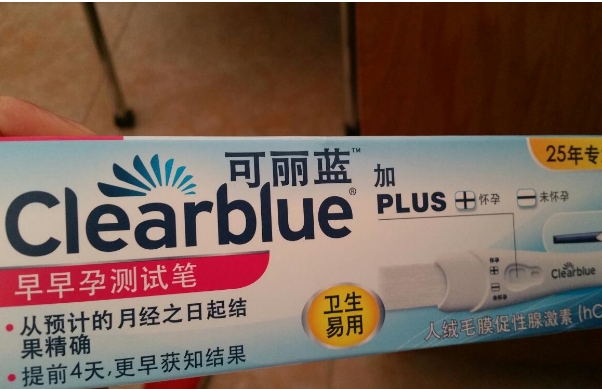 25年专
可丽蓝™
Clearblue®
加
PLUS + 怀孕 − 未怀孕
早早孕测试笔
Clearblue
• 从预计的月经之日起结
果精确
• 提前4天,更早获知结果
卫生
易用
人绒毛膜促性腺激素 (hC